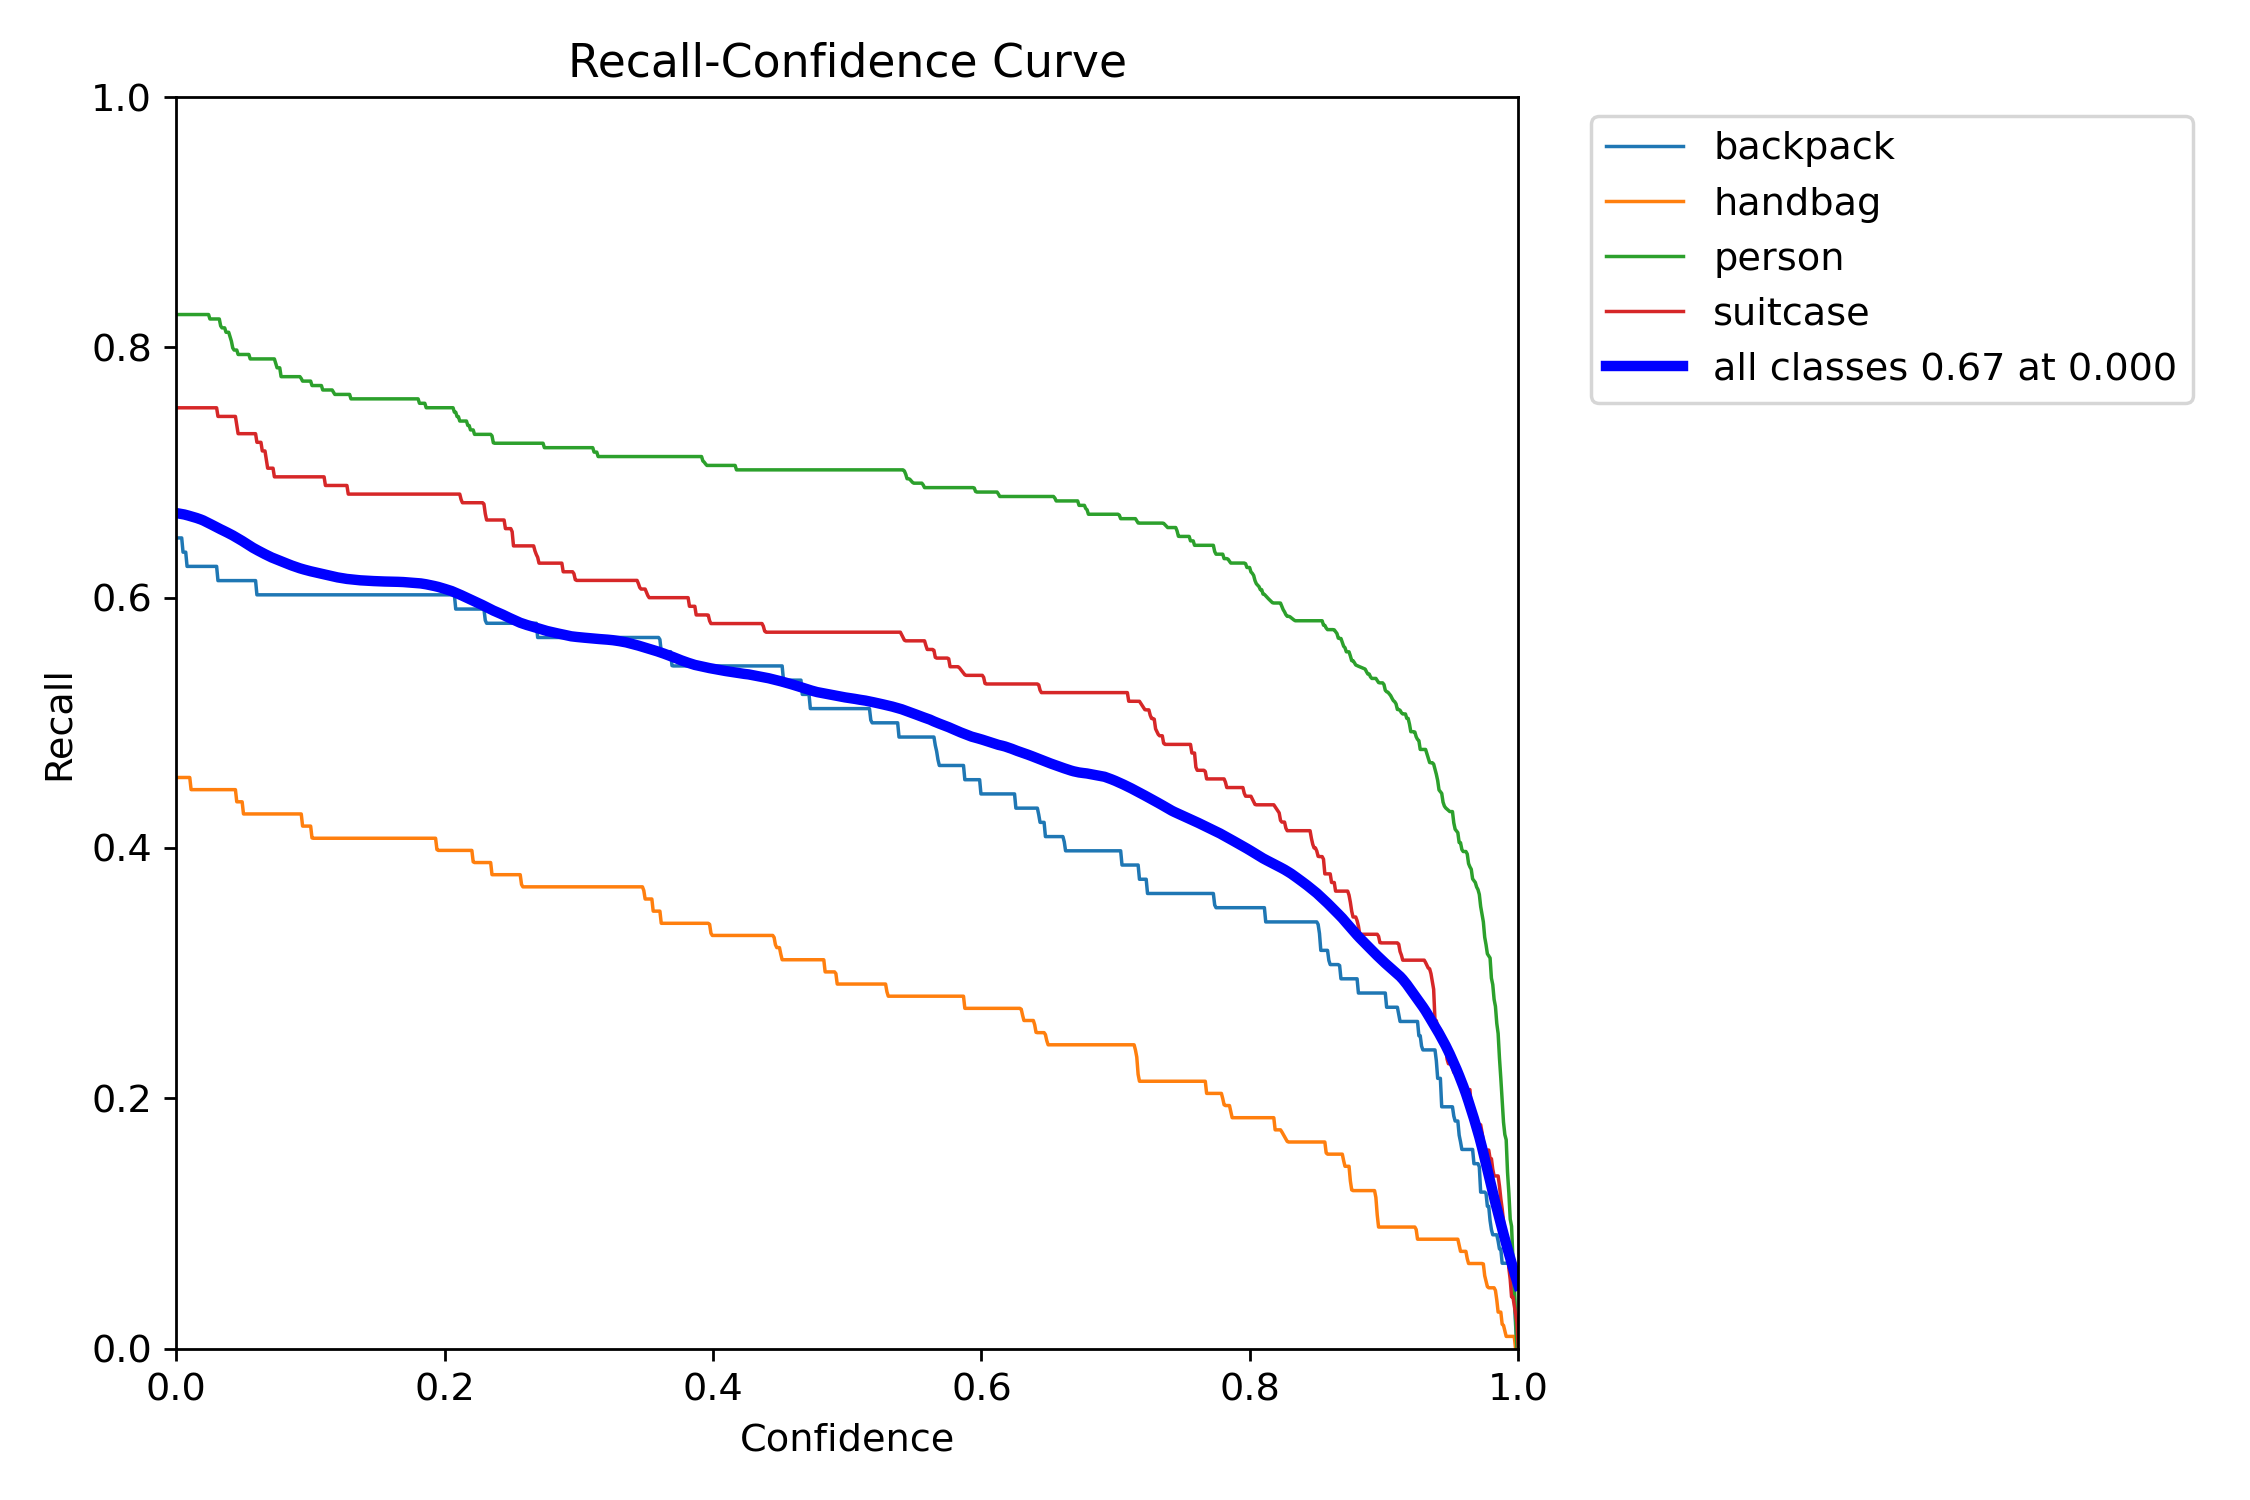 Recall-Confidence Curve
1.0
0.8
0.6
0.4
0.2
0.0
Recall
0.0 0.2 0.4 0.6 0.8 1.0
Confidence
backpack
handbag
person
suitcase
all classes 0.67 at 0.000